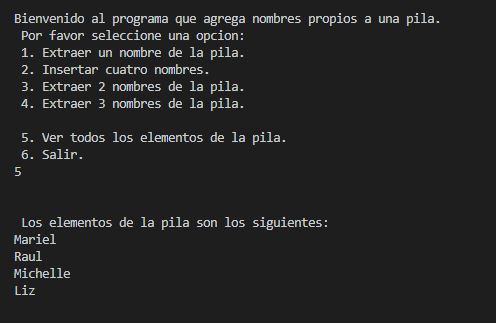 Bienvenido al programa que agrega nombres propios a una pila.
Por favor seleccione una opcion:
1. Extraer un nombre de la pila.
2. Insertar cuatro nombres.
3. Extraer 2 nombres de la pila.
4. Extraer 3 nombres de la pila.
5. Ver todos los elementos de la pila.
6. Salir.
5
Los elementos de la pila son los siguientes:
Mariel
Raul
Michelle
Liz